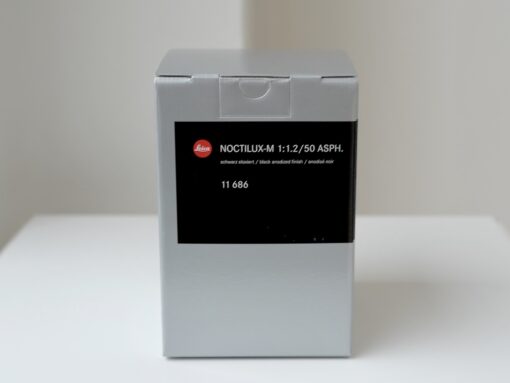 Leica NOCTILUX-M 1:1.2/50 ASPH.
schwarz eloxiert / black anodized finish / anodisé noir
11 686